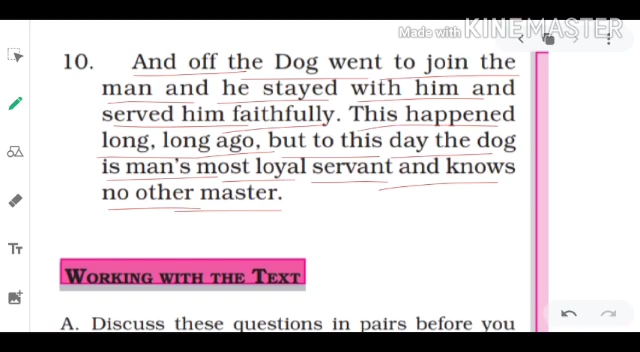 Made with KINEMASTER
10. And off the Dog went to join the
man and he stayed with him and
served him faithfully. This happened
long, long ago, but to this day the dog
is man's most loyal servant and knows
no other master.
WORKING WITH THE TEXT
A. Discuss these questions in pairs before you
TT